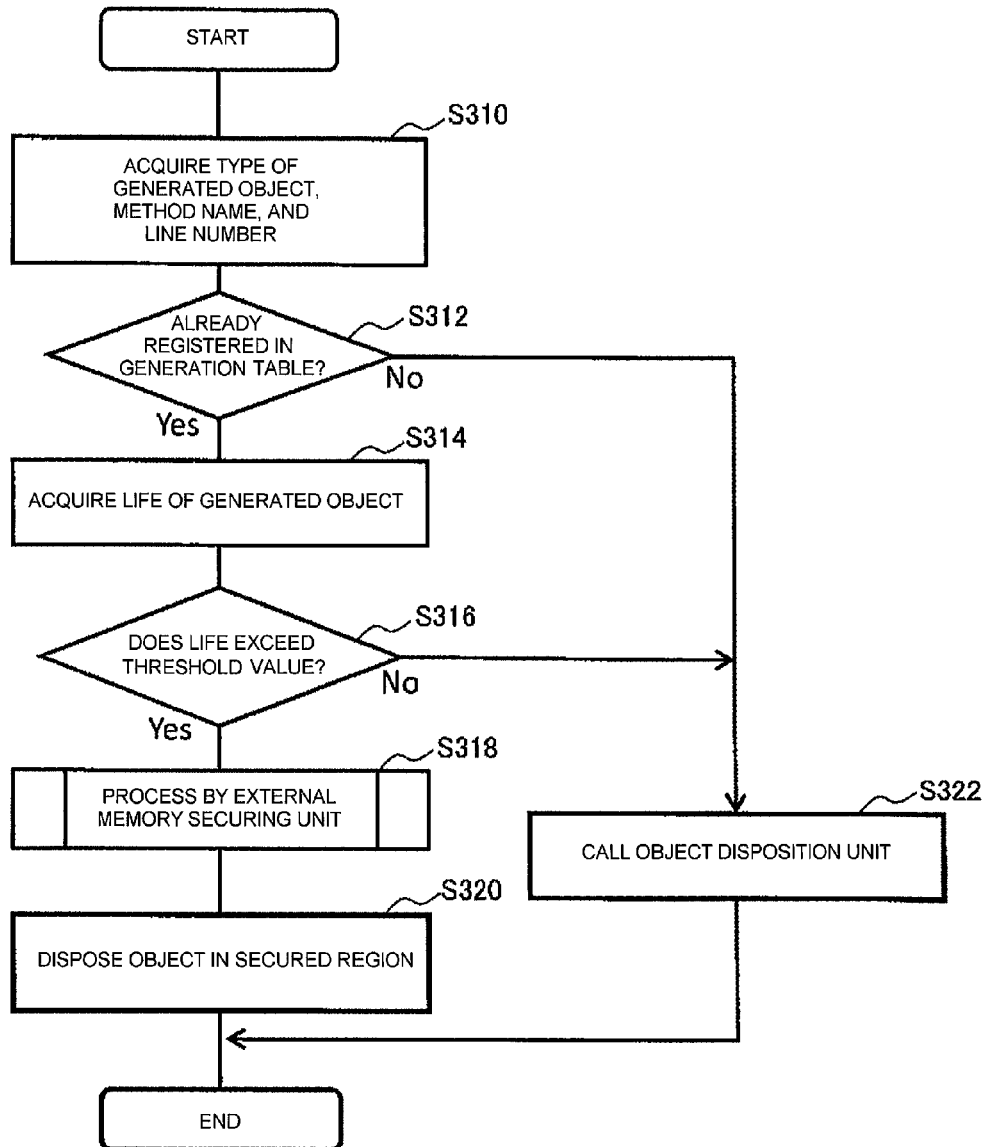 START
S310
ACQUIRE TYPE OF
GENERATED OBJECT,
METHOD NAME, AND
LINE NUMBER
S312
ALREADY
REGISTERED IN
GENERATION TABLE?
No
Yes
S314
ACQUIRE LIFE OF GENERATED OBJECT
S316
DOES LIFE EXCEED
THRESHOLD VALUE?
No
Yes
S318
PROCESS BY EXTERNAL
MEMORY SECURING UNIT
S322
CALL OBJECT DISPOSITION UNIT
S320
DISPOSE OBJECT IN SECURED REGION
END